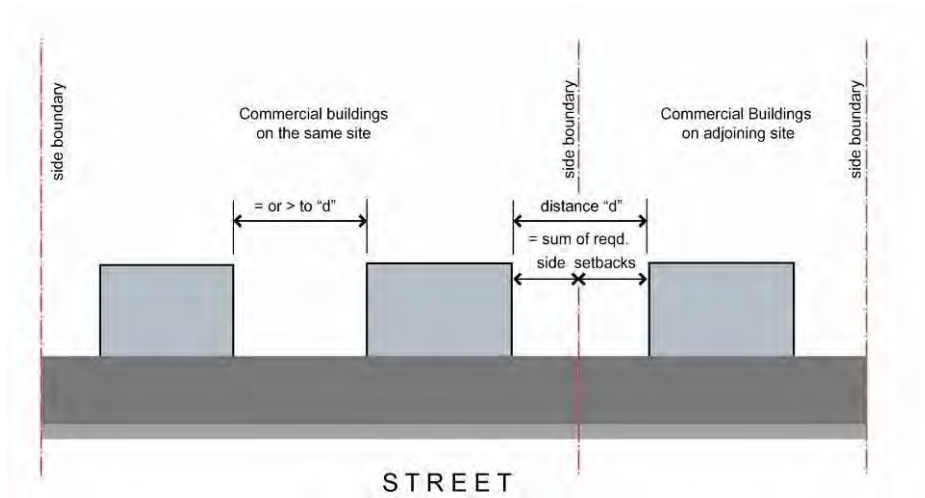 side boundary
Commercial buildings
on the same site
side boundary
Commercial Buildings
on adjoining site
side boundary
= or > to “d”
distance “d”
= sum of reqd.
side setbacks
STREET